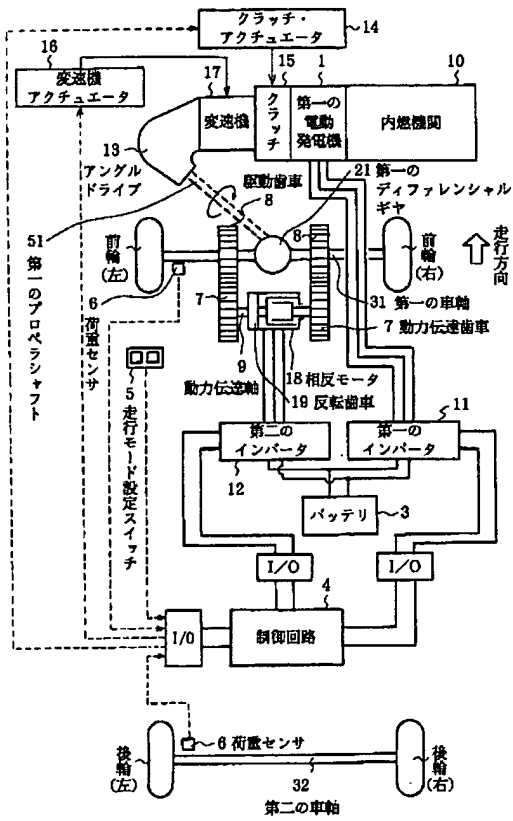 クラッチ・
アクチュエータ
14
16
変速機
アクチュエータ
17
15
1
10
クラッチ
第一の
電動
発電機
内燃機関
変速機
13
アングル
ドライブ
駆動歯車
8
21 第一の
ディファレンシャル
ギヤ
51 第一のプロペラシャフト
前輪
(左)
8
前輪
(右)
走行方向
6
荷重センサ
7
31 第一の車軸
9
7 動力伝達歯車
動力伝達軸
18 相反モータ
19 反転歯車
5 走行モード設定スイッチ
11
第二の
インバータ
第一の
インバータ
12
バッテリ
3
I/O
I/O
4
I/O
制御回路
後輪
(左)
6 荷重センサ
後輪
(右)
32
第二の車軸